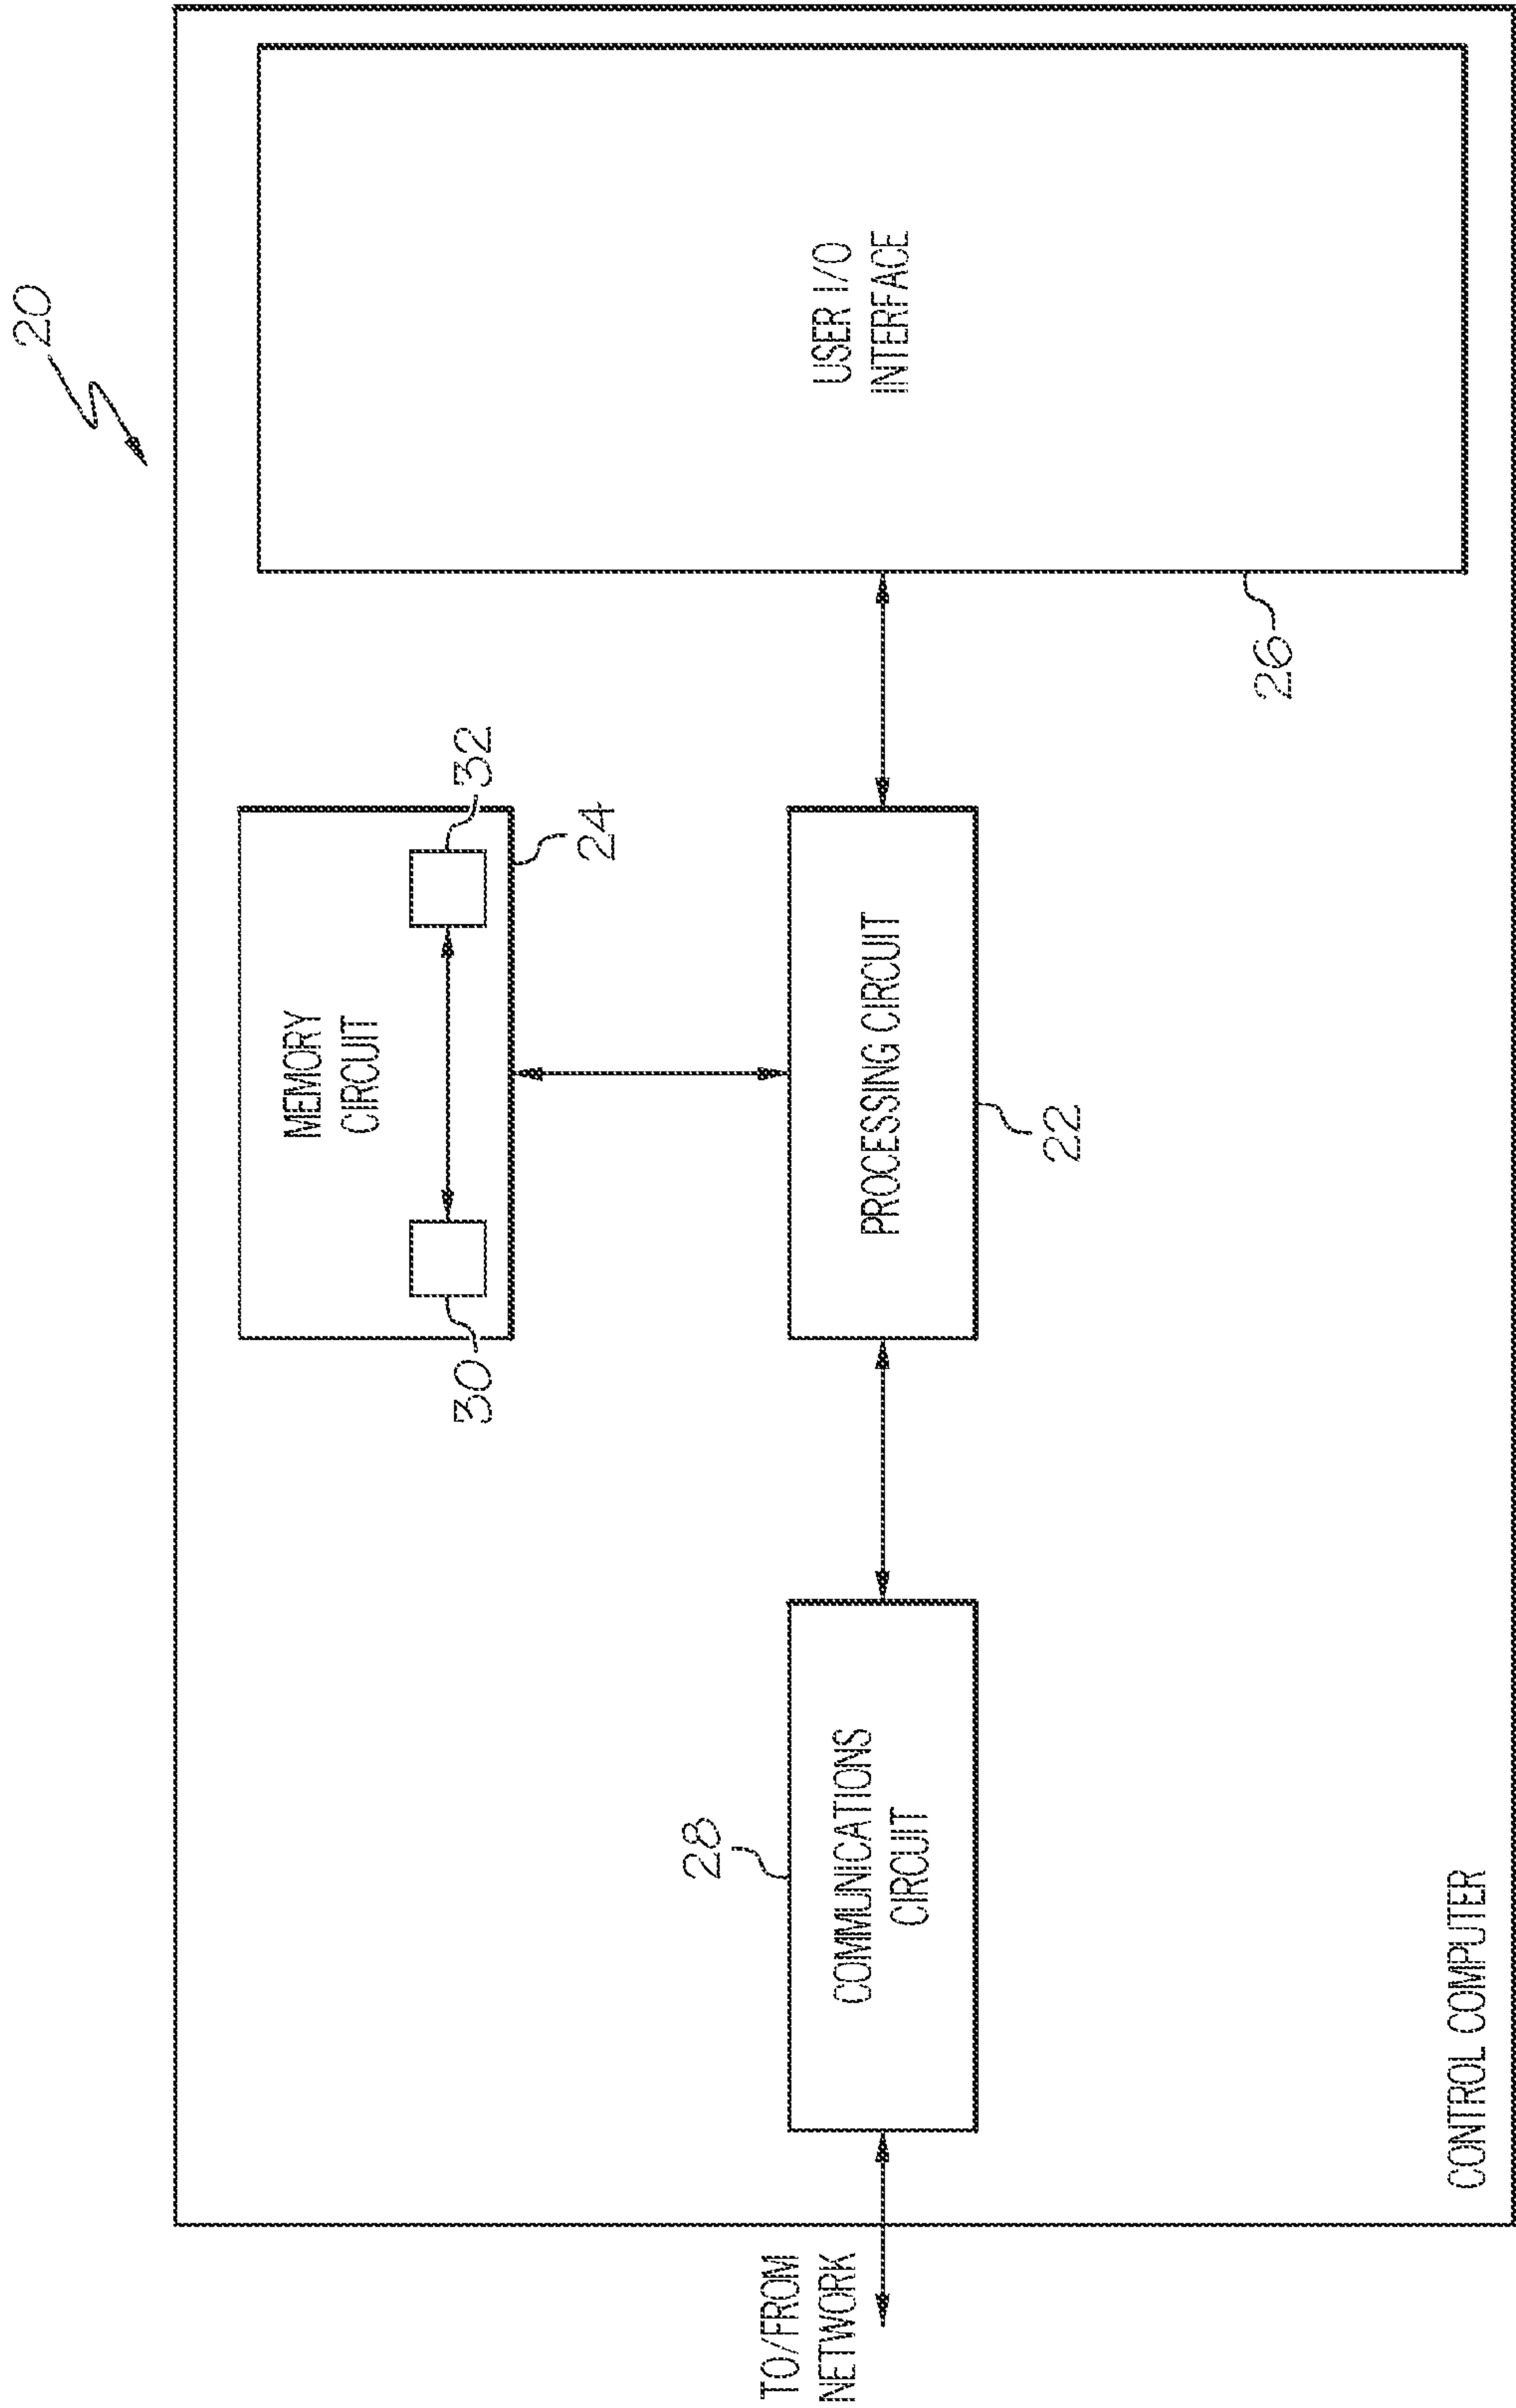 20
MEMORY
CIRCUIT
30
32
24
TO/FROM
NETWORK
28
COMMUNICATIONS
CIRCUIT
PROCESSING CIRCUIT
22
USER I/O
INTERFACE
26
CONTROL COMPUTER